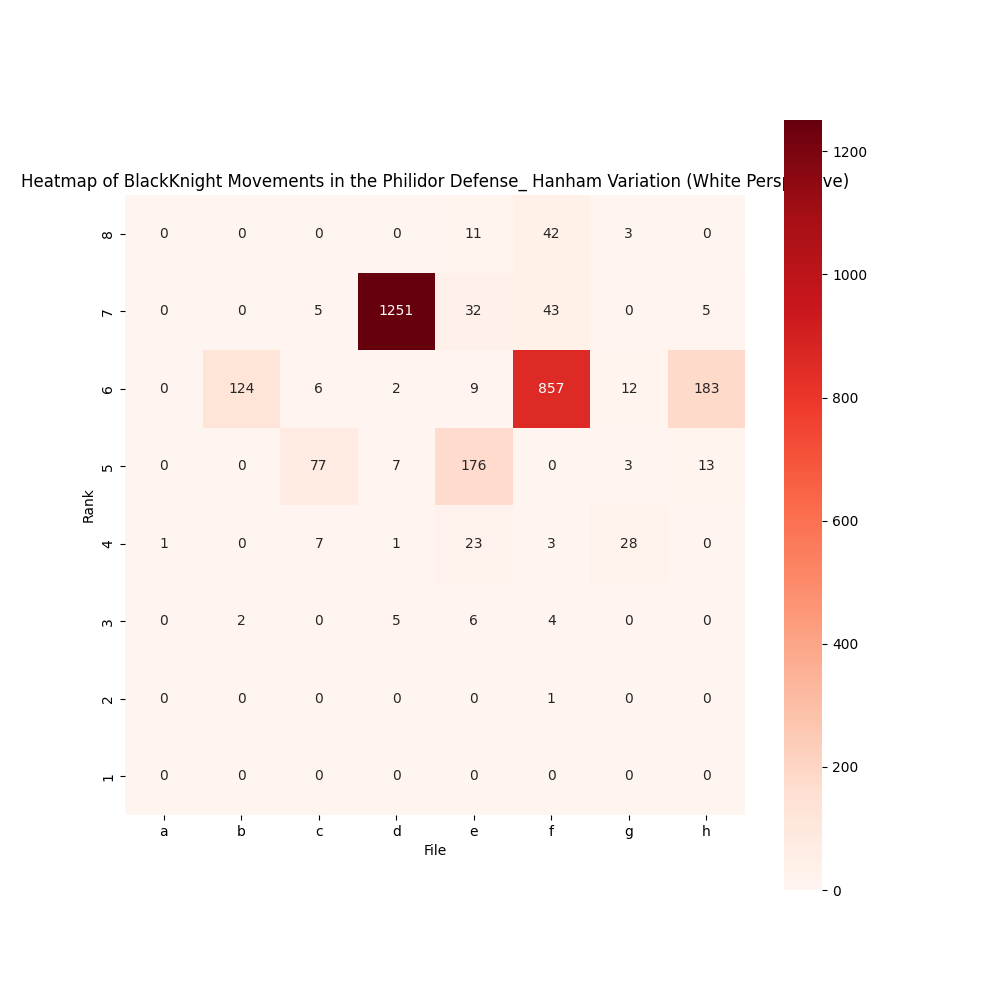 Heatmap of BlackKnight Movements in the Philidor Defense_ Hanham Variation (White Pers ve)
8 0 0 0 0 11 42 3 0
7 0 0 5 1251 32 43 0 5
6 0 124 6 2 9 857 12 183
5 0 0 77 7 176 0 3 13
4 1 0 7 1 23 3 28 0
3 0 2 0 5 6 4 0 0
2 0 0 0 0 0 1 0 0
1 0 0 0 0 0 0 0 0
a b c d e f g h
File
Rank
1200
1000
800
600
400
200
0